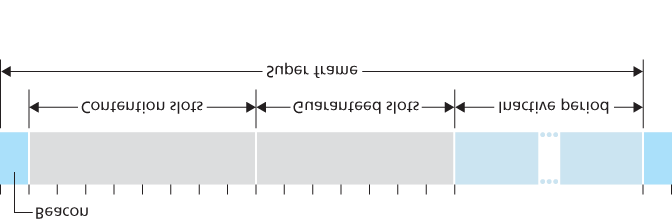 Super frame
Contention slots
Guaranteed slots
Inactive period
Beacon